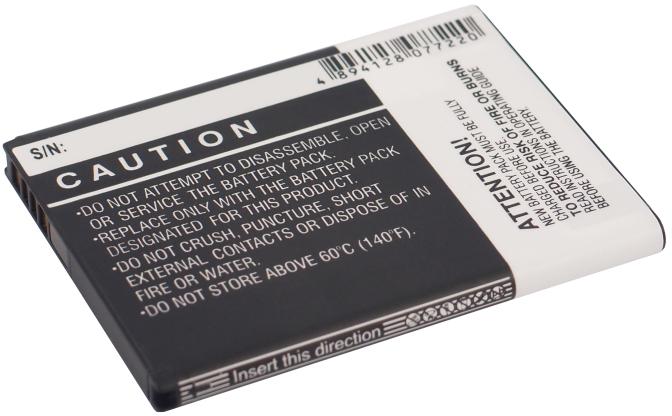 S/N:
4 894128 077220
CAUTION
•DO NOT ATTEMPT TO DISASSEMBLE. OPEN
OR SERVICE THE BATTERY PACK.
•REPLACE ONLY WITH THE BATTERY PACK
DESIGNATED FOR THIS PRODUCT.
•DO NOT CRUSH, PUNCTURE, SHORT
EXTERNAL CONTACTS OR DISPOSE OF IN
FIRE OR WATER.
•DO NOT STORE ABOVE 60°C (140°F).
ATTENTION!
NEW BATTERY PACK MUST BE FULLY
CHARGED BEFORE USE.
TO REDUCE RISK OF FIRE OR BURNS
READ INSTRUCTIONS IN OPERATING GUIDE
BEFORE USING THE BATTERY.
Insert this direction